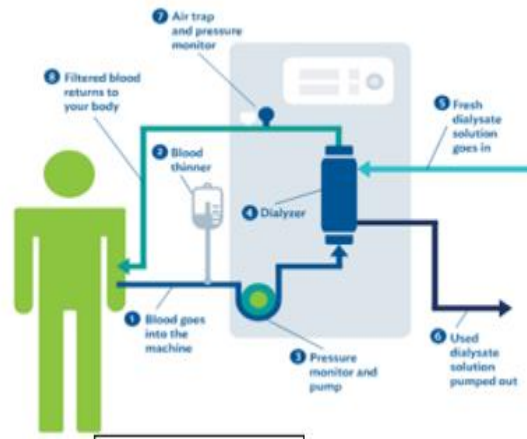 7 Air trap
and pressure
monitor
8 Filtered blood
returns to
your body
2 Blood
thinner
5 Fresh
dialysate
solution
goes in
4 Dialyzer
1 Blood goes
into the
machine
3 Pressure
monitor and
pump
6 Used
dialysate
solution
pumped out